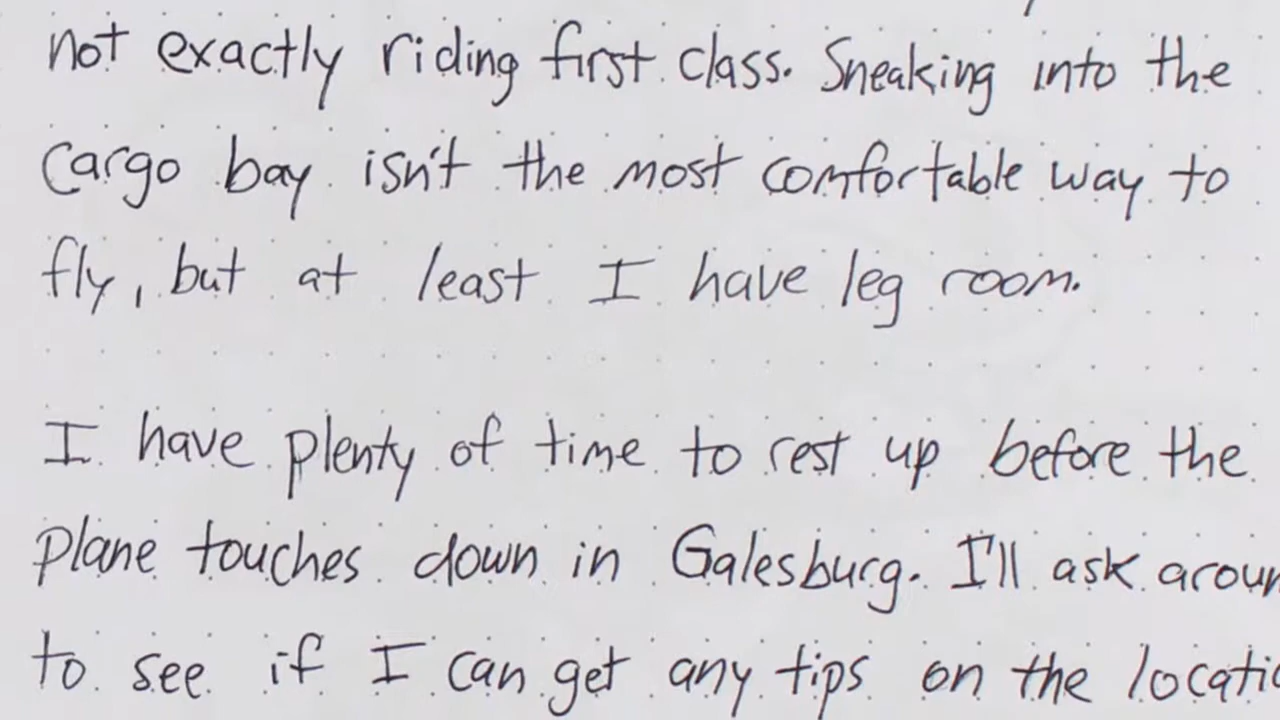 not exactly riding first class. Sneaking into the
cargo bay isn't the most comfortable way to
fly, but at least I have leg room.
I have plenty of time to rest up before the
plane touches down in Galesburg. I'll ask aroun
to see if I can get any tips on the locatio